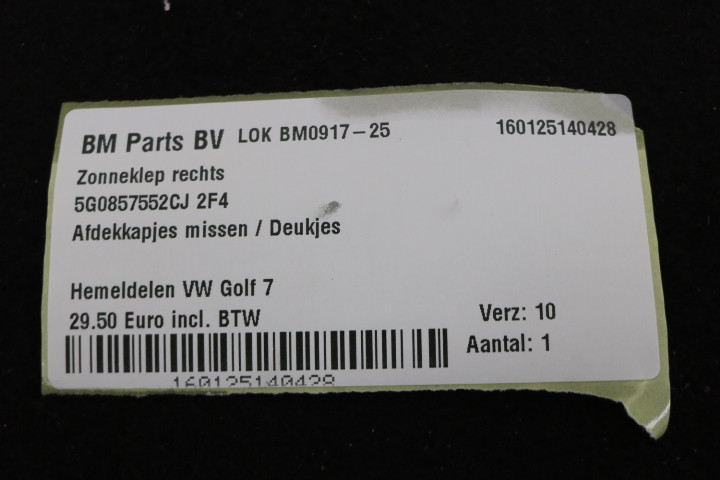 BM Parts BV LOK BM0917-25 160125140428
Zonneklep rechts
5G0857552CJ 2F4
Afdekkapjes missen / Deukjes
Hemeldelen VW Golf 7
29.50 Euro incl. BTW
Verz: 10
Aantal: 1
160125140428